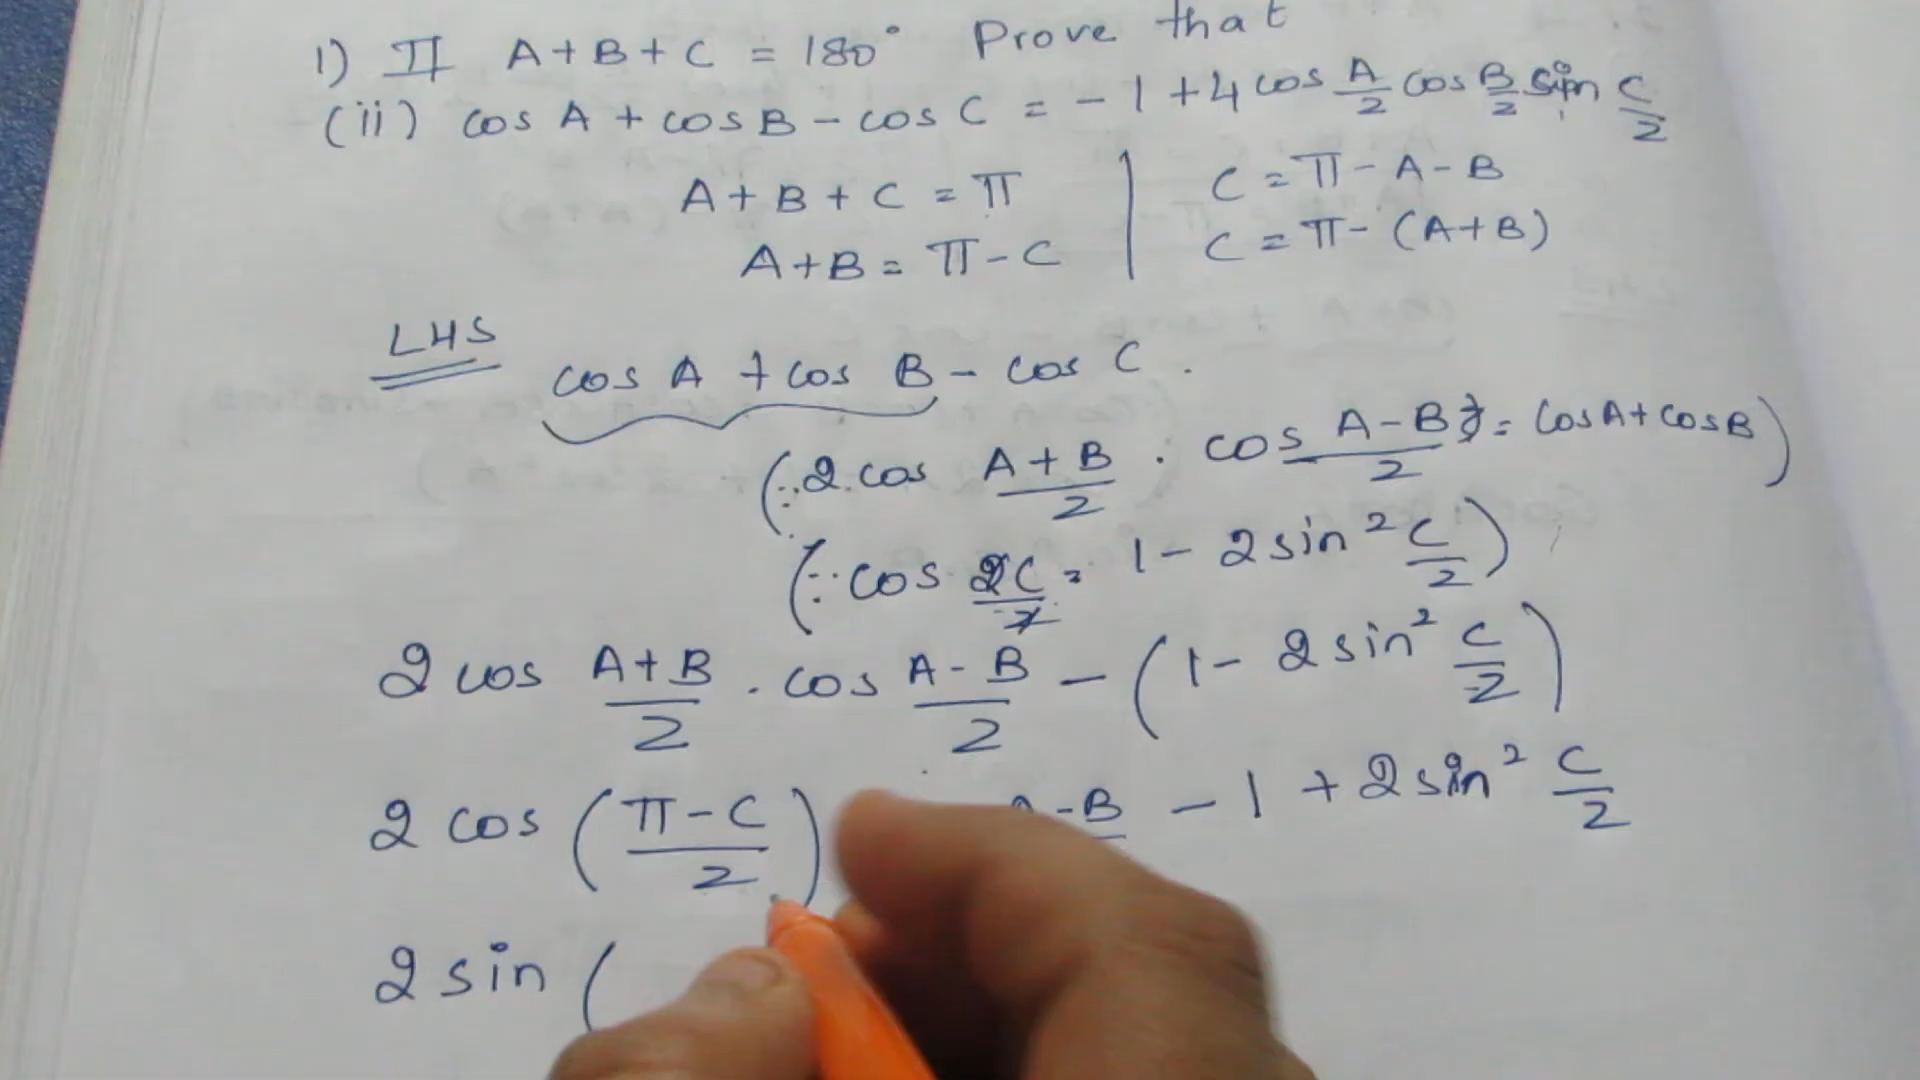 1) If A+B+C = 180° Prove that
(ii) cos A + cos B - cos C = -1 + 4 cos A/2 cos B/2 sin C/2
A+B+C = π | C = π - A - B
A+B = π - C | C = π - (A+B)
LHS
cos A + cos B - cos C.
(∵ 2 cos A+B/2 . cos A-B/2 = cos A + cos B)
(∵ cos 2C/2 = 1 - 2 sin² C/2)
2 cos A+B/2 . cos A-B/2 - (1 - 2 sin² C/2)
2 cos (π-C/2) A-B - 1 + 2 sin² C/2
2 sin (